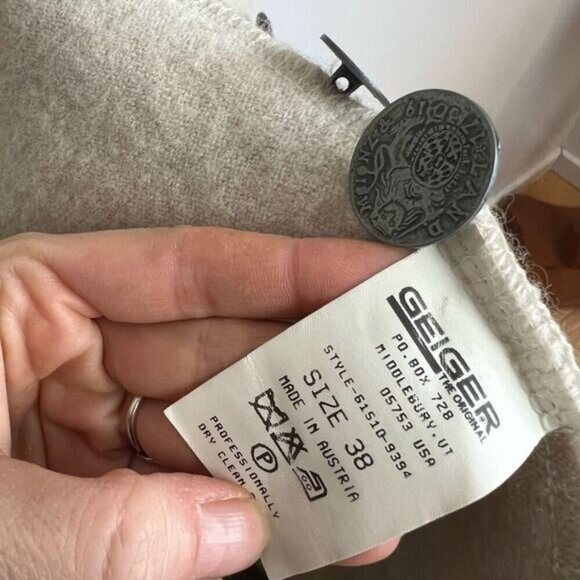 GEIGER
THE ORIGINAL
PO.BOX 728
MIDDLEBURY,VT
05753 USA
STYLE-61510-9394
SIZE 38
MADE IN AUSTRIA
P
PROFESSIONALLY
DRY CLEAN